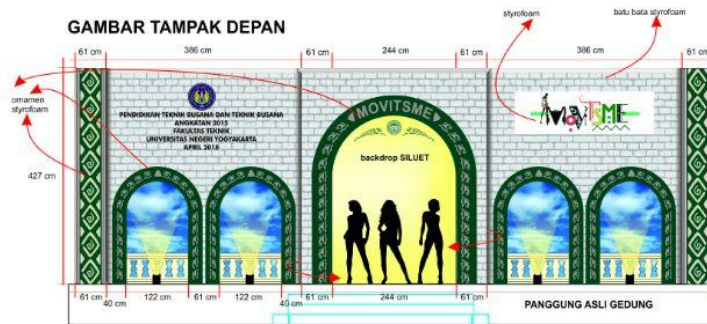 GAMBAR TAMPAK DEPAN
styrofoam
batu bata styrofoam
61 cm
386 cm
61 cm
244 cm
61 cm
386 cm
61 cm
ornamen
styrofoam
427 cm
PENDIDIKAN TEKNIK BUSANA DAN TEKNIK BUSANA
ANGKATAN 2015
FAKULTAS TEKNIK
UNIVERSITAS NEGERI YOGYAKARTA
APRIL 2018
MOVITSME
backdrop SILUET
MOVITSME
61 cm
40 cm
122 cm
61 cm
122 cm
40 cm
61 cm
244 cm
61 cm
PANGGUNG ASLI GEDUNG
61 cm